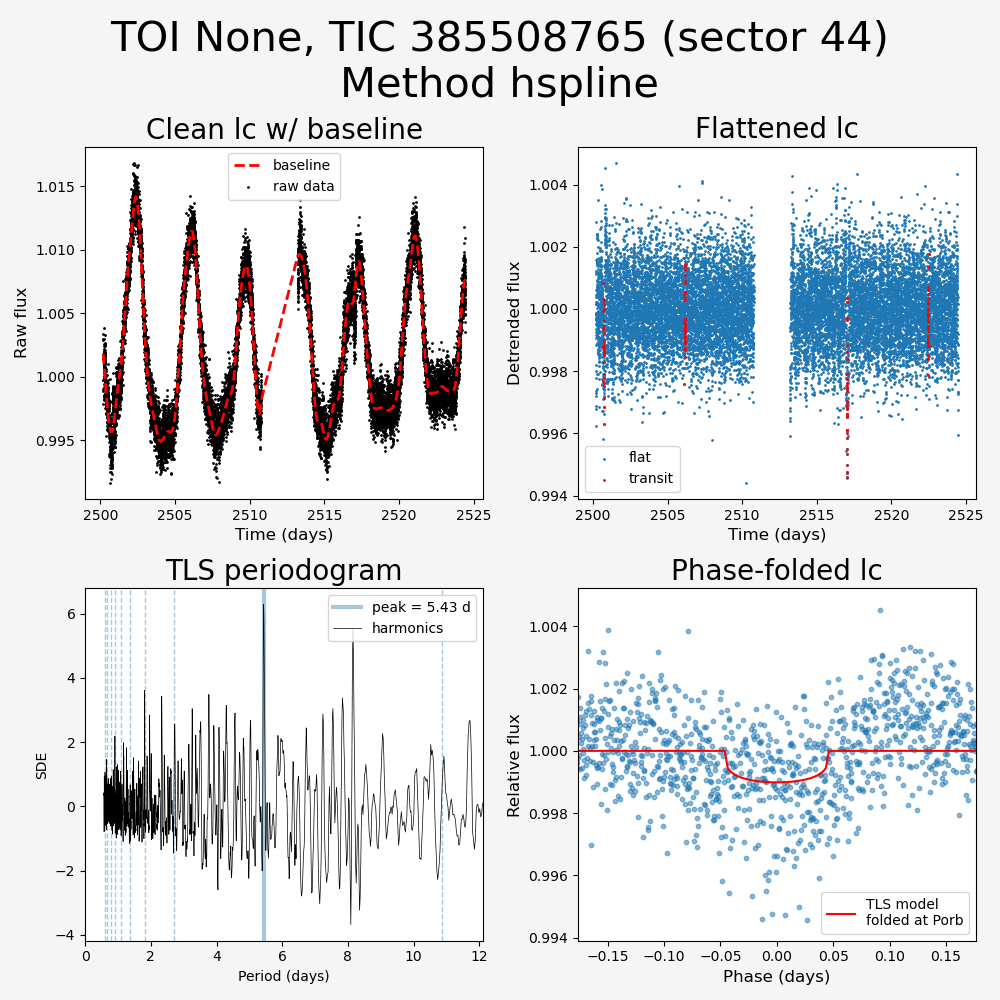 TOI None, TIC 385508765 (sector 44)
Method hspline
Clean lc w/ baseline
Raw flux
1.015
1.010
1.005
1.000
0.995
baseline
raw data
2500
2505
2510
2515
2520
2525
Time (days)
Flattened lc
Detrended flux
1.004
1.002
1.000
0.998
0.996
0.994
flat
transit
2500
2505
2510
2515
2520
2525
Time (days)
TLS periodogram
SDE
6
4
2
0
−2
−4
peak = 5.43 d
harmonics
0
2
4
6
8
10
12
Period (days)
Phase-folded lc
Relative flux
1.004
1.002
1.000
0.998
0.996
0.994
TLS model
folded at Porb
−0.15
−0.10
−0.05
0.00
0.05
0.10
0.15
Phase (days)